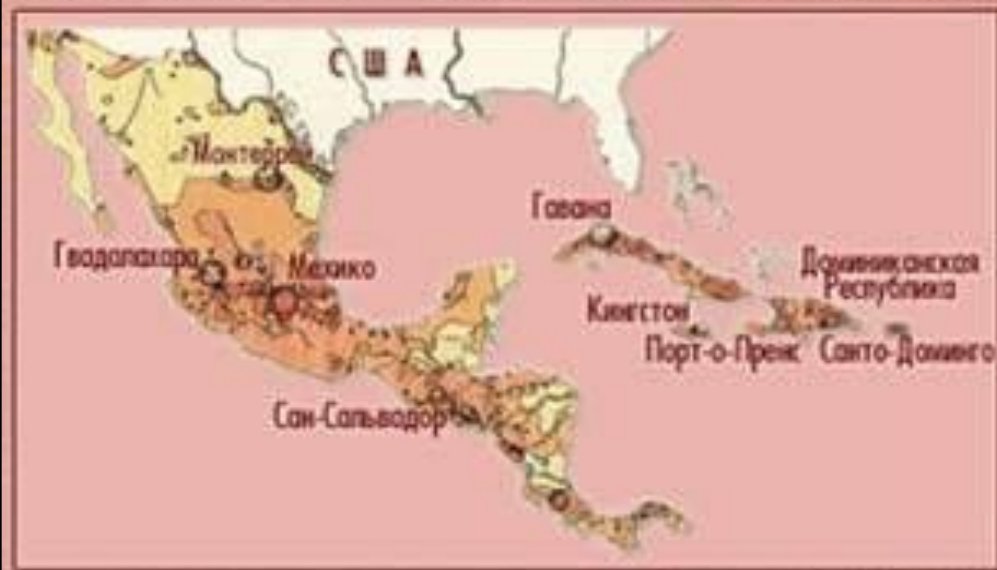 США
Монтеррей
Гавана
Гвадалахара
Мехико
Доминиканская
Республика
Кингстон
Порт-о-Пренс
Санто-Доминго
Сан-Сальвадор